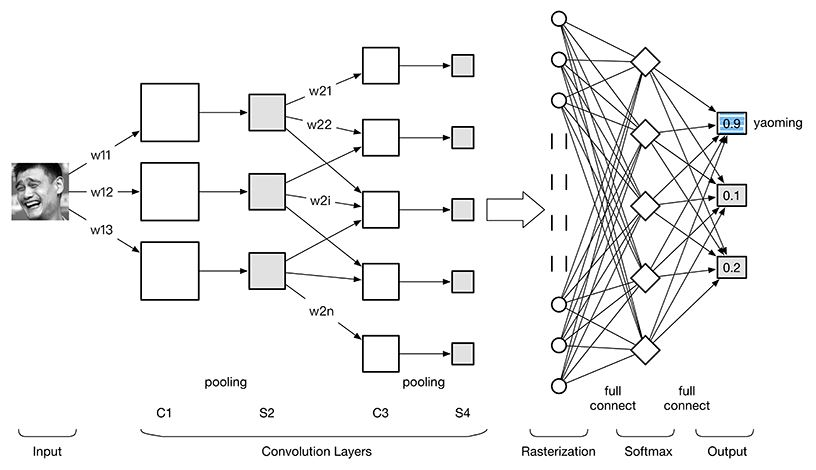 w11
w12
w13
w21
w22
w2i
w2n
0.9
yaoming
0.1
0.2
pooling
pooling
full
connect
full
connect
C1
S2
C3
S4
Input
Convolution Layers
Rasterization
Softmax
Output